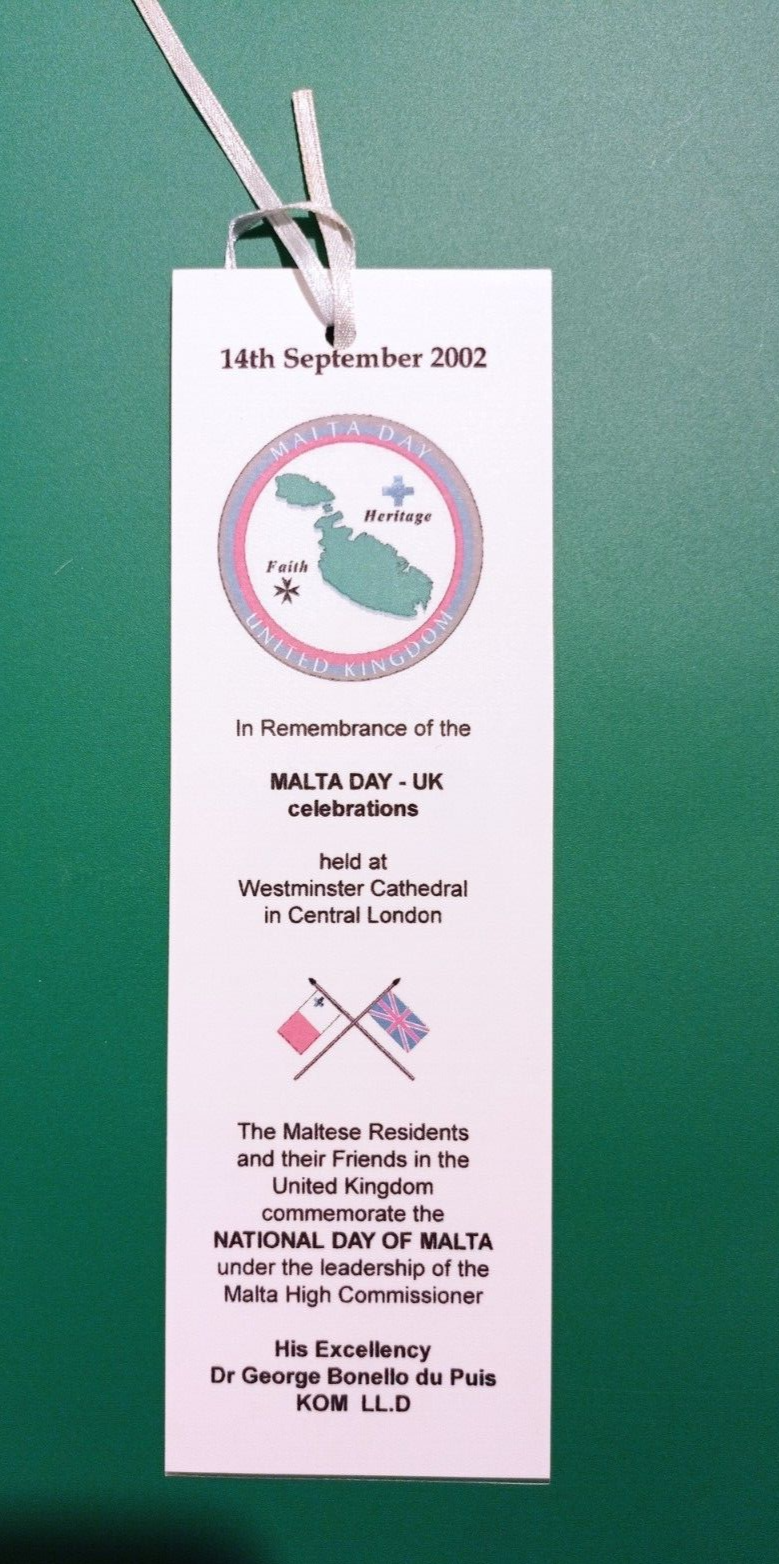 14th September 2002
MALTA DAY
Heritage
Faith
UNITED KINGDOM
In Remembrance of the
MALTA DAY - UK
celebrations
held at
Westminster Cathedral
in Central London
The Maltese Residents
and their Friends in the
United Kingdom
commemorate the
NATIONAL DAY OF MALTA
under the leadership of the
Malta High Commissioner
His Excellency
Dr George Bonello du Puis
KOM LL.D